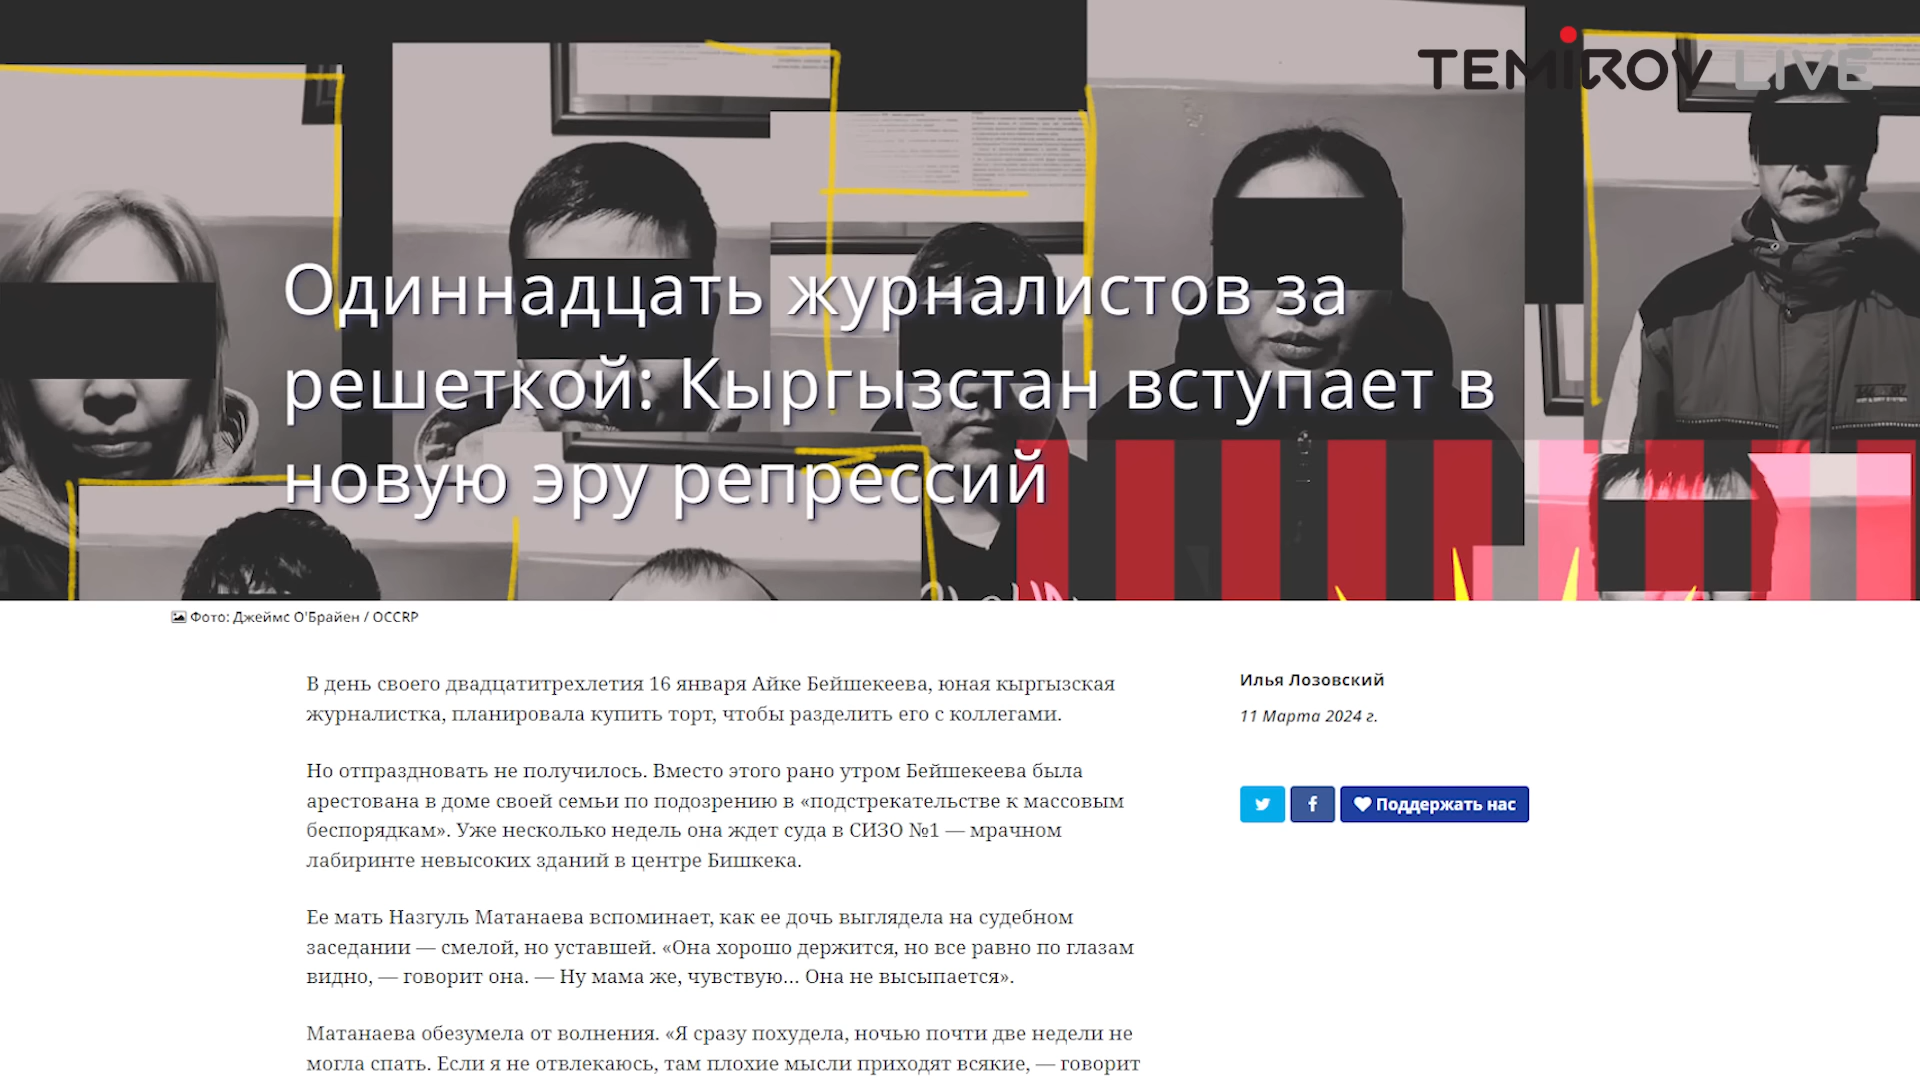 TEMIROV LIVE
Одиннадцать журналистов за
решеткой: Кыргызстан вступает в
новую эру репрессий
Фото: Джеймс О'Брайен / OCCRP
В день своего двадцатитрехлетия 16 января Айке Бейшекеева, юная кыргызская
журналистка, планировала купить торт, чтобы разделить его с коллегами.
Но отпраздновать не получилось. Вместо этого рано утром Бейшекеева была
арестована в доме своей семьи по подозрению в «подстрекательстве к массовым
беспорядкам». Уже несколько недель она ждет суда в СИЗО №1 — мрачном
лабиринте невысоких зданий в центре Бишкека.
Ее мать Назгуль Матанаева вспоминает, как ее дочь выглядела на судебном
заседании — смелой, но уставшей. «Она хорошо держится, но все равно по глазам
видно, — говорит она. — Ну мама же, чувствую... Она не высыпается».
Матанаева обезумела от волнения. «Я сразу похудела, ночью почти две недели не
могла спать. Если я не отвлекаюсь, там плохие мысли приходят всякие, — говорит
Илья Лозовский
11 Марта 2024 г.
Поддержать нас